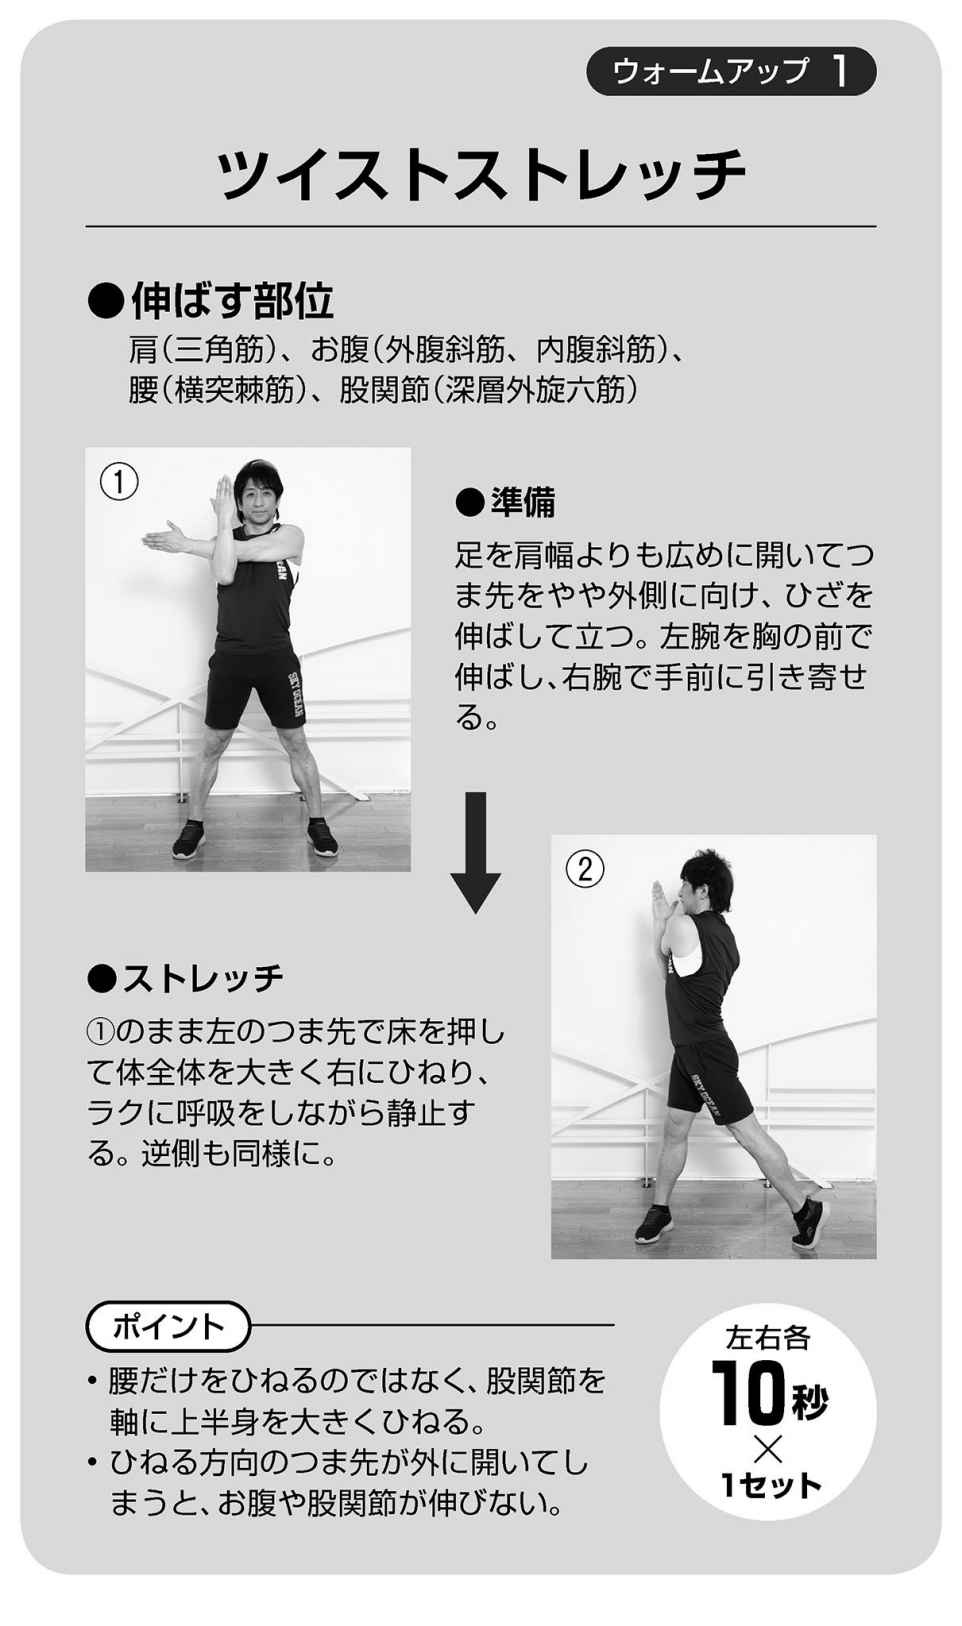 ウォームアップ 1
ツイストストレッチ
●伸ばす部位
肩(三角筋)、お腹(外腹斜筋、内腹斜筋)、
腰(横突棘筋)、股関節(深層外旋六筋)
①
●準備
足を肩幅よりも広めに開いてつ
ま先をやや外側に向け、ひざを
伸ばして立つ。左腕を胸の前で
伸ばし、右腕で手前に引き寄せ
る。
②
●ストレッチ
①のまま左のつま先で床を押し
て体全体を大きく右にひねり、
ラクに呼吸をしながら静止す
る。逆側も同様に。
ポイント
・腰だけをひねるのではなく、股関節を
軸に上半身を大きくひねる。
・ひねる方向のつま先が外に開いてし
まうと、お腹や股関節が伸びない。
左右各
10秒
×
1セット
SKY OCEAN
SKY OCEAN